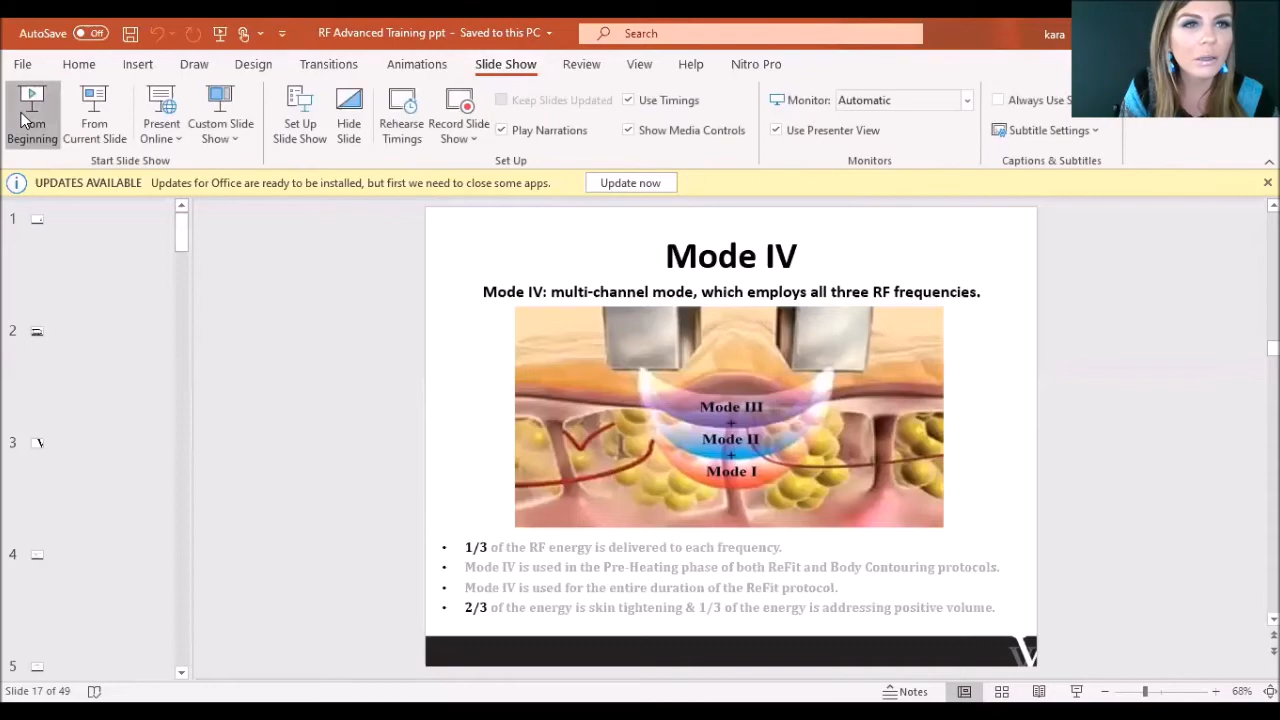 AutoSave Off RF Advanced Training ppt - Saved to this PC Search kara
File Home Insert Draw Design Transitions Animations Slide Show Review View Help Nitro Pro
From Beginning
From Current Slide
Present Online
Custom Slide Show
Start Slide Show
Set Up Slide Show
Hide Slide
Rehearse Timings
Record Slide Show
Keep Slides Updated
Play Narrations
Use Timings
Show Media Controls
Set Up
Monitor: Automatic
Use Presenter View
Monitors
Always Use S
Subtitle Settings
Captions & Subtitles
UPDATES AVAILABLE Updates for Office are ready to be installed, but first we need to close some apps. Update now
1
2
3
4
5
Mode IV
Mode IV: multi-channel mode, which employs all three RF frequencies.
Mode III
+
Mode II
+
Mode I
• 1/3 of the RF energy is delivered to each frequency.
• Mode IV is used in the Pre-Heating phase of both ReFit and Body Contouring protocols.
• Mode IV is used for the entire duration of the ReFit protocol.
• 2/3 of the energy is skin tightening & 1/3 of the energy is addressing positive volume.
Slide 17 of 49 Notes 68%